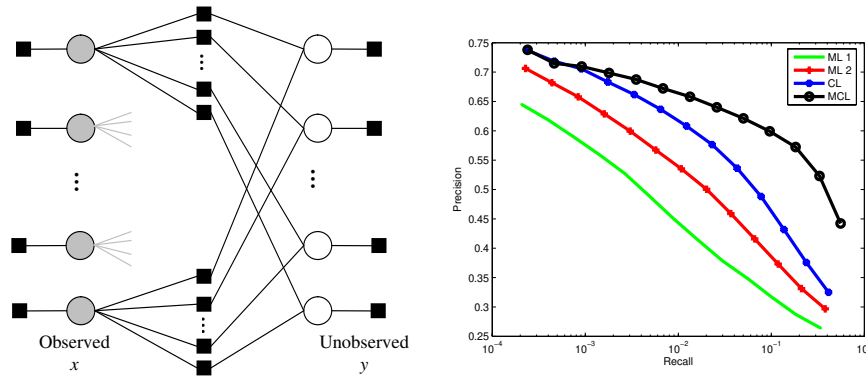 Observed
x
Unobserved
y
0.75
0.7
0.65
0.6
0.55
0.5
0.45
0.4
0.35
0.3
0.25
Precision
10⁻⁴
10⁻³
10⁻²
10⁻¹
10⁰
Recall
ML 1
ML 2
CL
MCL